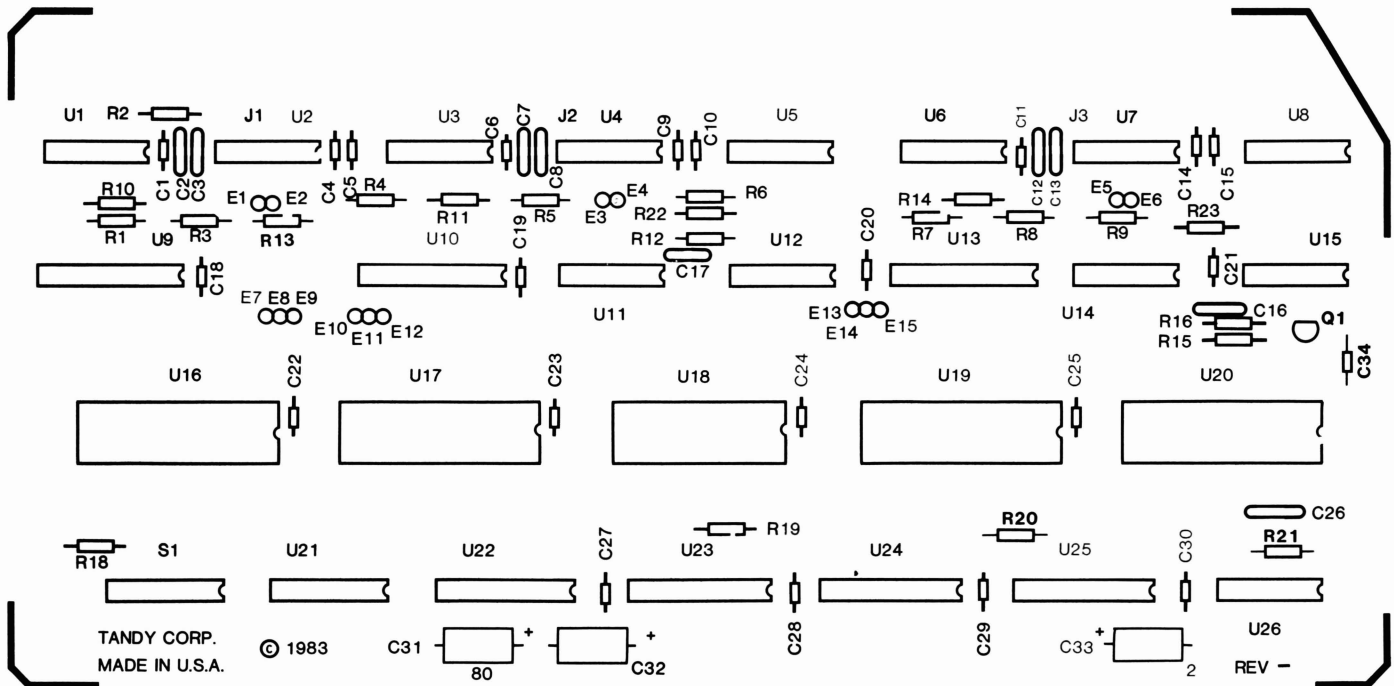 U1 R2 J1 U2 U3 C6 C7 J2 U4 C9 C10 U5 U6 C11 J3 U7 U8
C1 C2 C3 C4 C5 C8 C12 C13 C14 C15
R10 E1 E2 R4 R11 R5 E3 E4 R6 R22 R14 E5 E6 R23
R1 U9 R3 R13 U10 C19 R12 U12 C20 R7 U13 R8 R9 U15
C18 C17 C21
E7 E8 E9 E10 E11 E12 U11 E13 E14 E15 U14 R16 C16 Q1
R15 C34
U16 C22 U17 C23 U18 C24 U19 C25 U20
C26
R18 S1 U21 U22 C27 U23 R19 U24 R20 U25 C30 R21
TANDY CORP. © 1983 C31 + + C28 C29 C33 + U26
MADE IN U.S.A. 80 C32 2 REV -